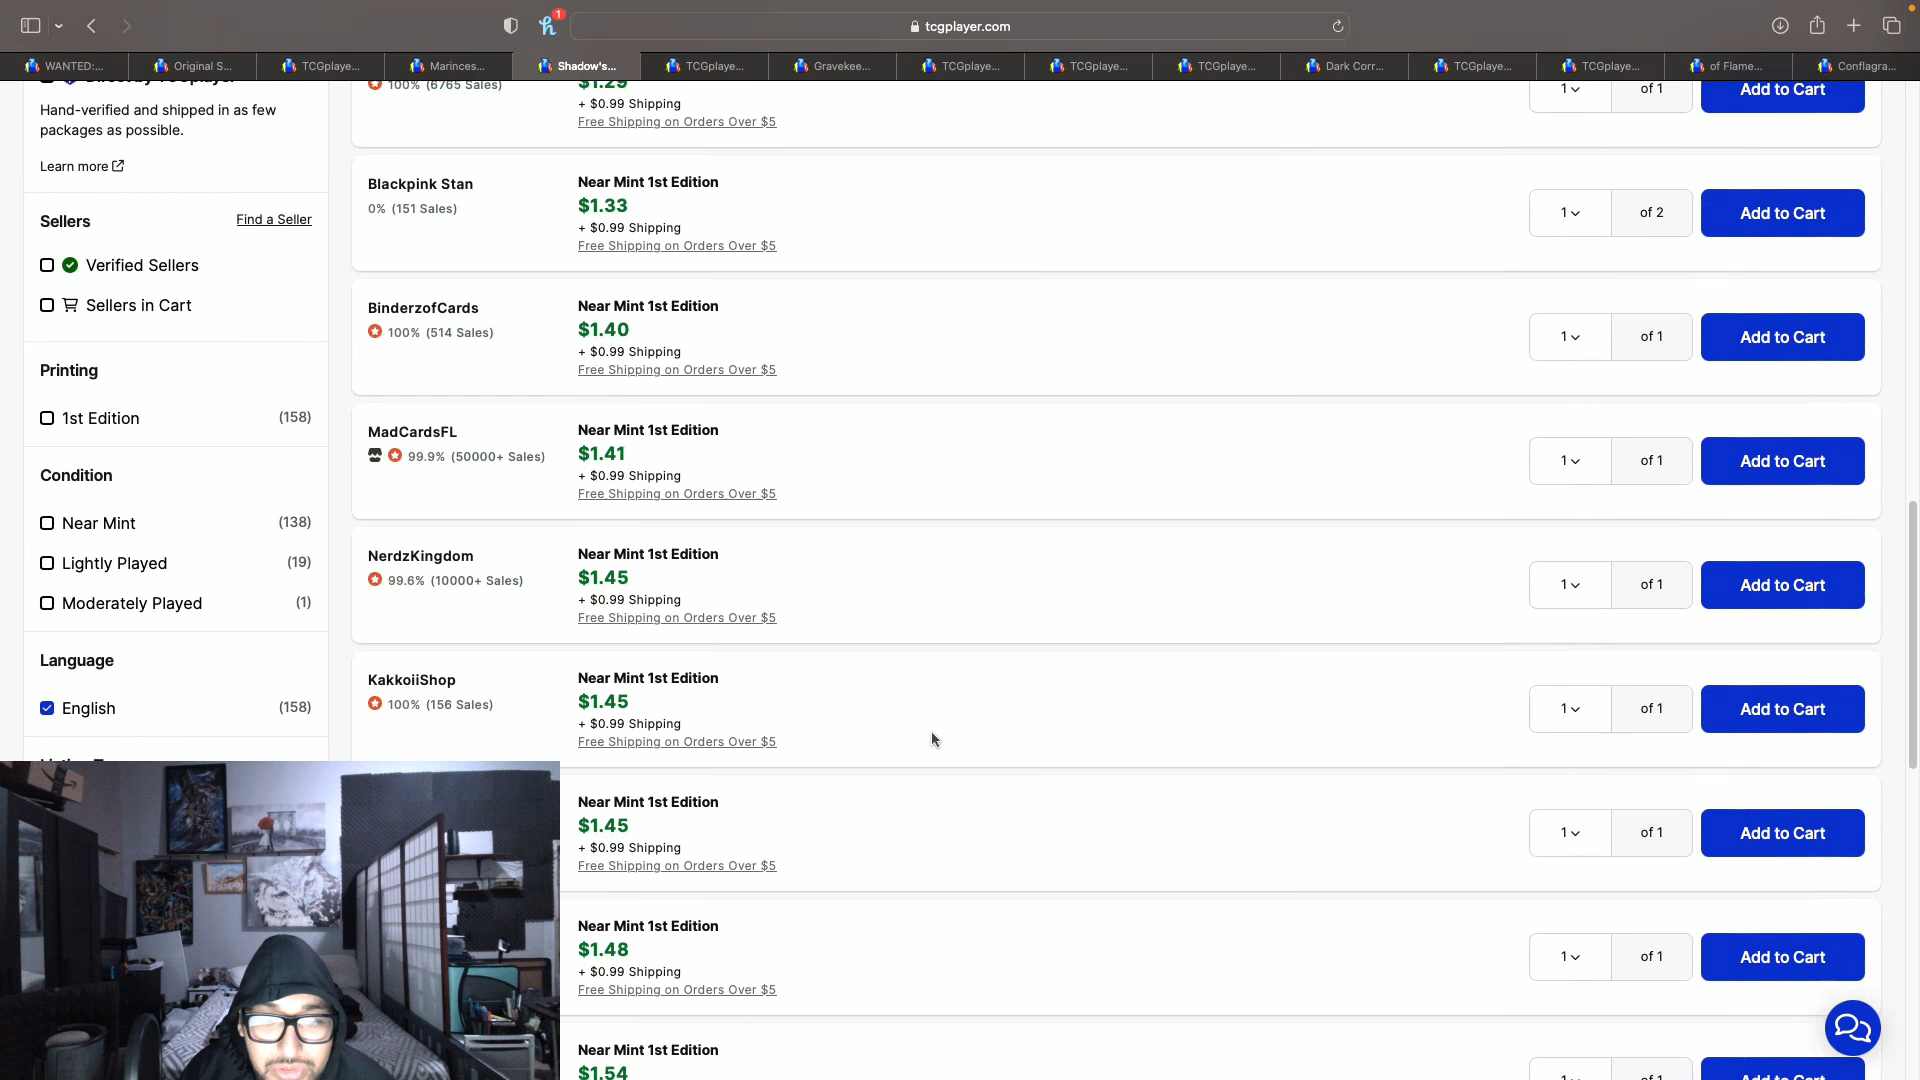 1
tcgplayer.com
WANTED:...
Original S...
TCGplaye...
Marinces...
Shadow's...
TCGplaye...
Gravekee...
TCGplaye...
TCGplaye...
TCGplaye...
Dark Corr...
TCGplaye...
TCGplaye...
of Flame...
Conflagra...
Direct by TCGplayer
Hand-verified and shipped in as few
packages as possible.
Learn more
Sellers
Find a Seller
Verified Sellers
Sellers in Cart
Printing
1st Edition (158)
Condition
Near Mint (138)
Lightly Played (19)
Moderately Played (1)
Language
English (158)
100% (6765 Sales)
$1.29
+ $0.99 Shipping
Free Shipping on Orders Over $5
1 of 1
Add to Cart
Blackpink Stan
0% (151 Sales)
Near Mint 1st Edition
$1.33
+ $0.99 Shipping
Free Shipping on Orders Over $5
1 of 2
Add to Cart
BinderzofCards
100% (514 Sales)
Near Mint 1st Edition
$1.40
+ $0.99 Shipping
Free Shipping on Orders Over $5
1 of 1
Add to Cart
MadCardsFL
99.9% (50000+ Sales)
Near Mint 1st Edition
$1.41
+ $0.99 Shipping
Free Shipping on Orders Over $5
1 of 1
Add to Cart
NerdzKingdom
99.6% (10000+ Sales)
Near Mint 1st Edition
$1.45
+ $0.99 Shipping
Free Shipping on Orders Over $5
1 of 1
Add to Cart
KakkoiiShop
100% (156 Sales)
Near Mint 1st Edition
$1.45
+ $0.99 Shipping
Free Shipping on Orders Over $5
1 of 1
Add to Cart
Near Mint 1st Edition
$1.45
+ $0.99 Shipping
Free Shipping on Orders Over $5
1 of 1
Add to Cart
Near Mint 1st Edition
$1.48
+ $0.99 Shipping
Free Shipping on Orders Over $5
1 of 1
Add to Cart
Near Mint 1st Edition
$1.54
1 of 1
Add to Cart